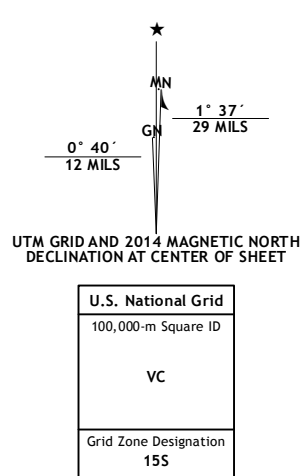 ★
MN
1° 37´
29 MILS
GN
0° 40´
12 MILS
UTM GRID AND 2014 MAGNETIC NORTH
DECLINATION AT CENTER OF SHEET
U.S. National Grid
100,000-m Square ID
VC
Grid Zone Designation
15S